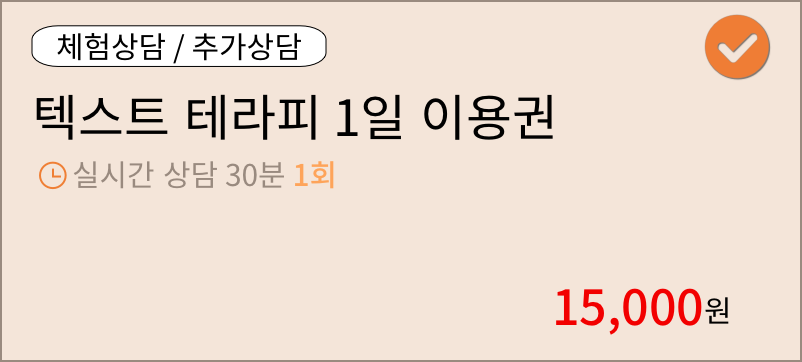 체험상담 / 추가상담
텍스트 테라피 1일 이용권
실시간 상담 30분 1회
15,000원